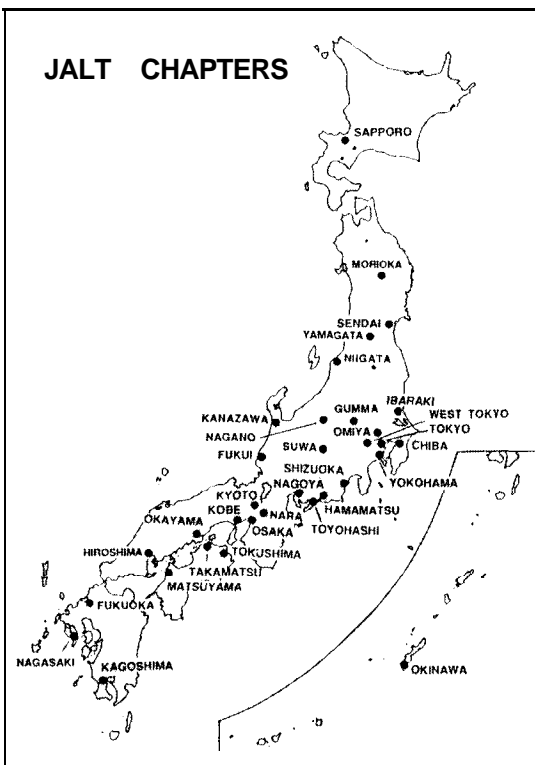 JALT CHAPTERS
SAPPORO
MORIOKA
SENDAI
YAMAGATA
NIIGATA
IBARAKI
GUMMA
WEST TOKYO
KANAZAWA
OMIYA
TOKYO
NAGANO
CHIBA
SUWA
FUKUI
SHIZUOKA
YOKOHAMA
NAGOYA
KYOTO
HAMAMATSU
KOBE
NARA
OKAYAMA
TOYOHASHI
OSAKA
HIROSHIMA
TOKUSHIMA
TAKAMATSU
MATSUYAMA
FUKUOKA
NAGASAKI
KAGOSHIMA
OKINAWA